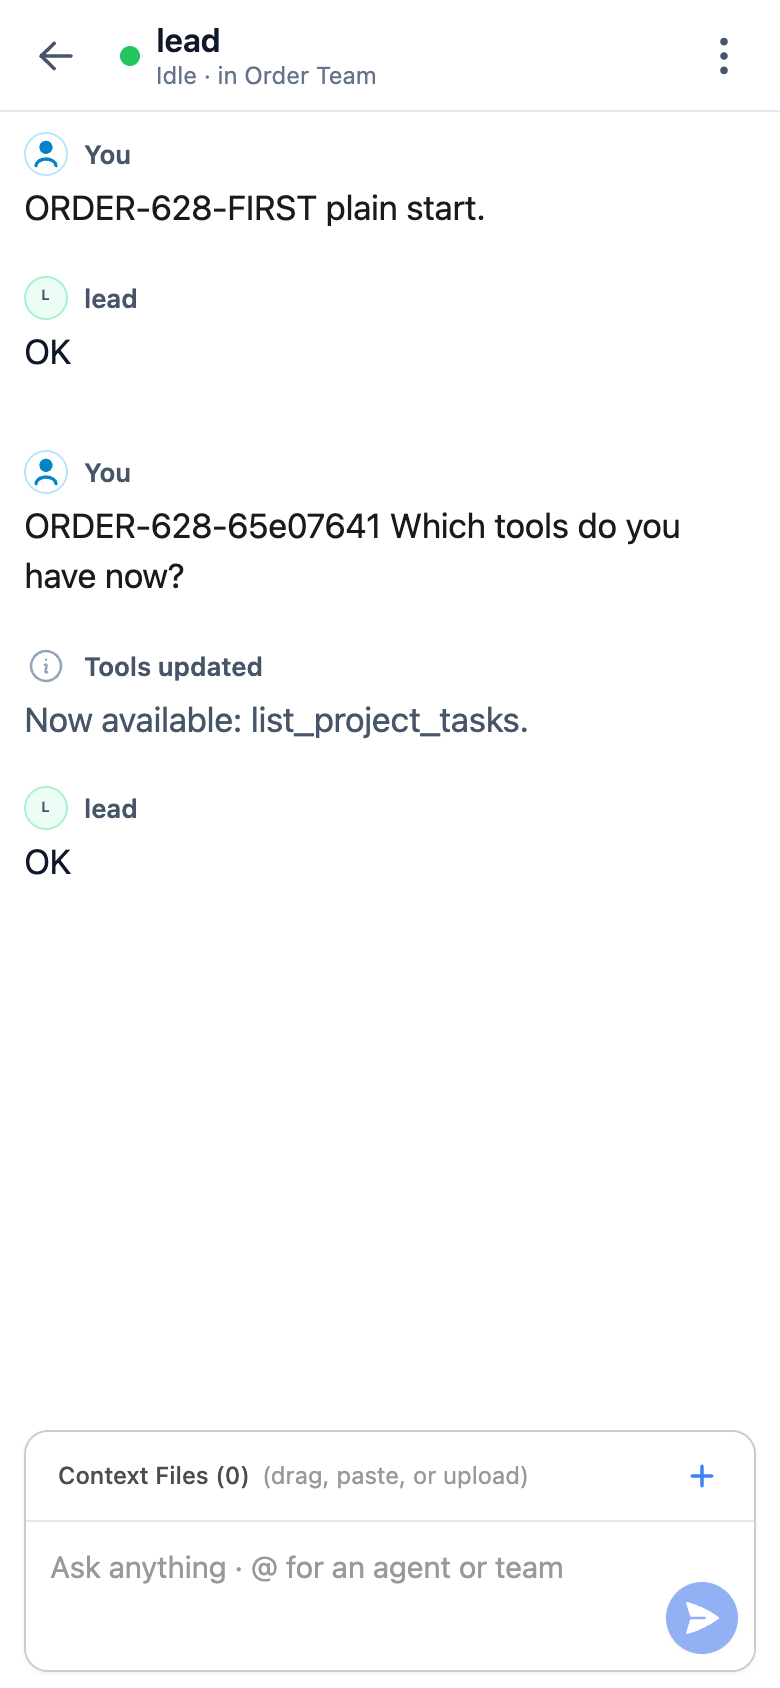 lead
Idle · in Order Team
You
ORDER-628-FIRST plain start.
L
lead
OK
You
ORDER-628-65e07641 Which tools do you
have now?
Tools updated
Now available: list_project_tasks.
L
lead
OK
Context Files (0) (drag, paste, or upload)
Ask anything · @ for an agent or team